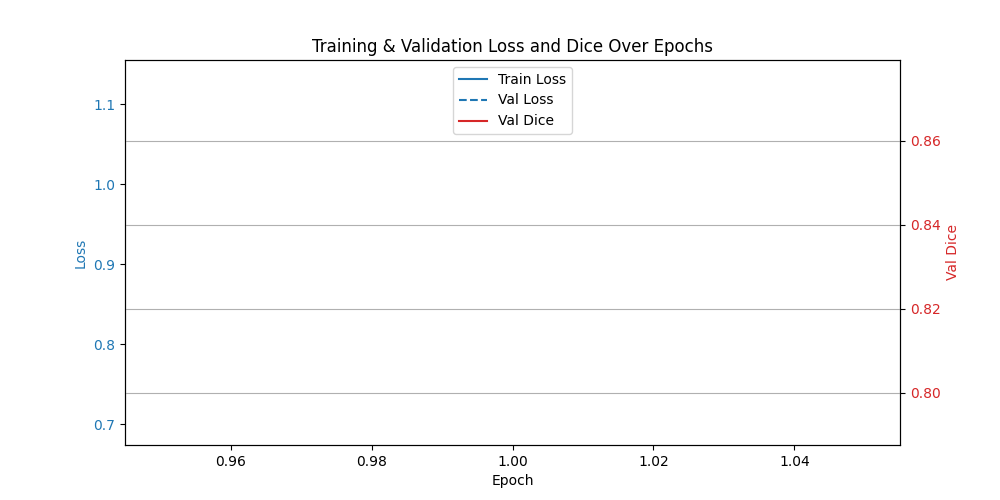 Training & Validation Loss and Dice Over Epochs
Train Loss
Val Loss
Val Dice
1.1
1.0
0.9
0.8
0.7
Loss
0.86
0.84
0.82
0.80
Val Dice
0.96
0.98
1.00
1.02
1.04
Epoch